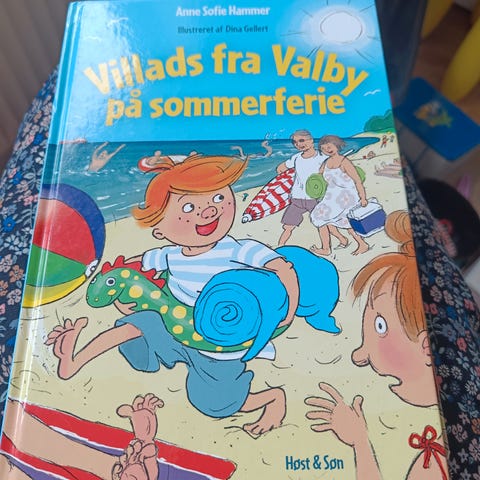 Anne Sofie Hammer
Illustreret af Dina Gellert
Villads fra Valby
på sommerferie
Høst & Søn